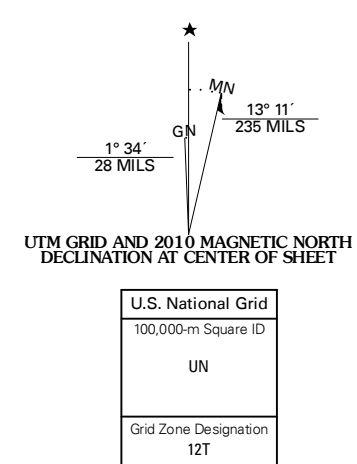 MN
GN
13° 11´
235 MILS
1° 34´
28 MILS
UTM GRID AND 2010 MAGNETIC NORTH
DECLINATION AT CENTER OF SHEET
U.S. National Grid
100,000-m Square ID
UN
Grid Zone Designation
12T